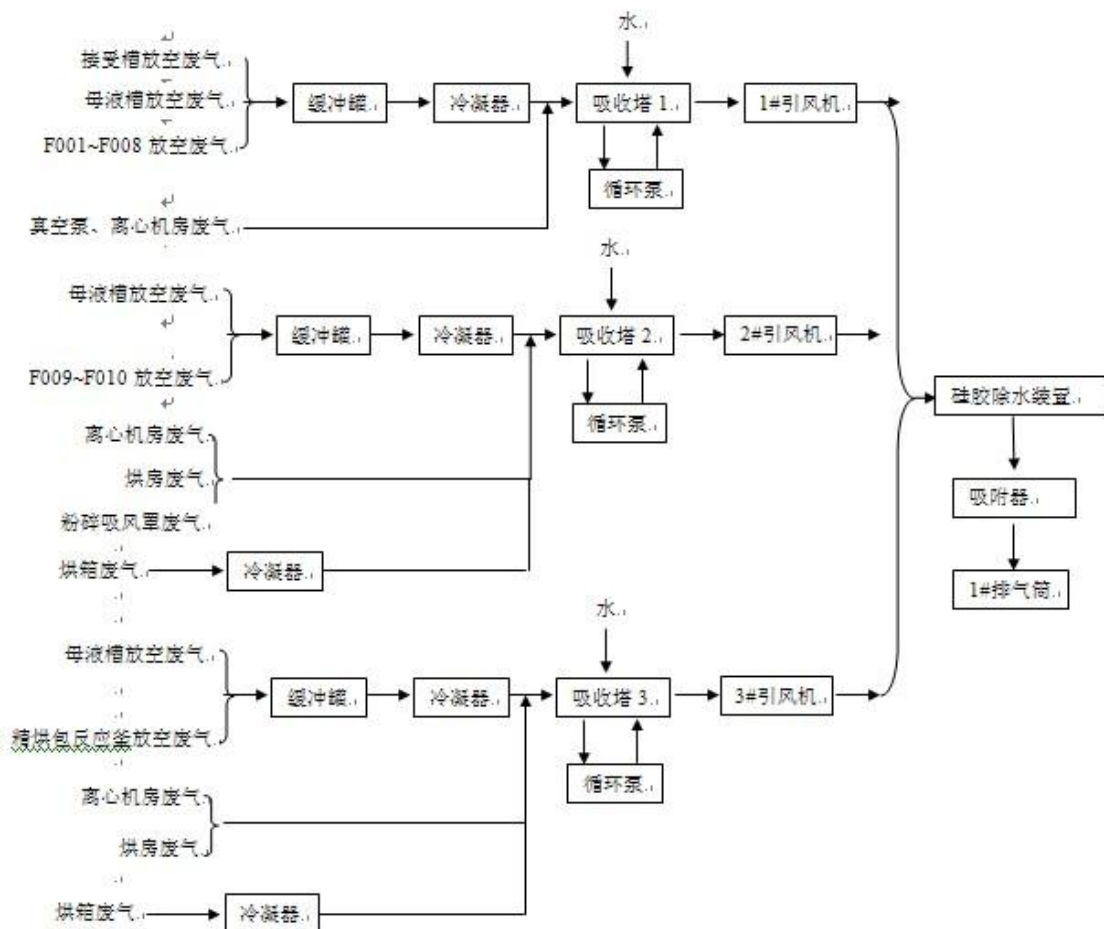 水
接受槽放空废气
母液槽放空废气
F001~F008 放空废气
缓冲罐
冷凝器
吸收塔 1
1#引风机
循环泵
真空泵、离心机房废气
水
母液槽放空废气
F009~F010 放空废气
缓冲罐
冷凝器
吸收塔 2
2#引风机
循环泵
离心机房废气
烘房废气
粉碎吸风罩废气
烘箱废气
冷凝器
硅胶除水装置
吸附器
1#排气筒
水
母液槽放空废气
精烘包反应釜放空废气
缓冲罐
冷凝器
吸收塔 3
3#引风机
循环泵
离心机房废气
烘房废气
烘箱废气
冷凝器